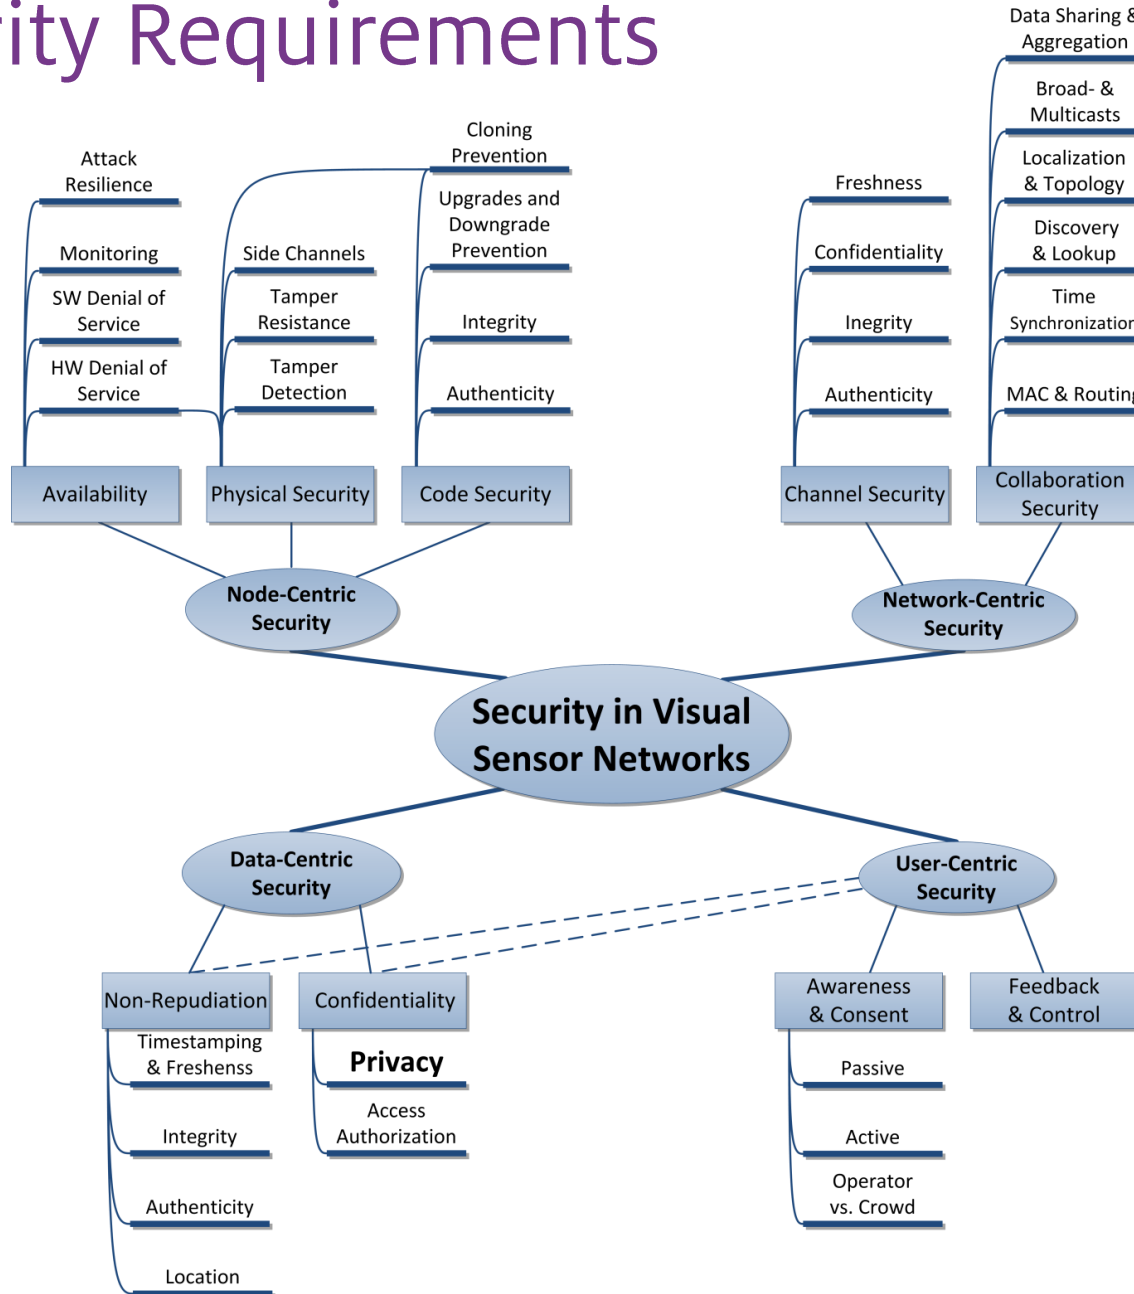 rity Requirements
Data Sharing &
Aggregation
Broad- &
Multicasts
Localization
& Topology
Discovery
& Lookup
Time
Synchronization
MAC & Routing
Cloning
Prevention
Upgrades and
Downgrade
Prevention
Integrity
Authenticity
Attack
Resilience
Monitoring
SW Denial of
Service
HW Denial of
Service
Side Channels
Tamper
Resistance
Tamper
Detection
Freshness
Confidentiality
Inegrity
Authenticity
Availability
Physical Security
Code Security
Channel Security
Collaboration
Security
Node-Centric
Security
Network-Centric
Security
Security in Visual
Sensor Networks
Data-Centric
Security
User-Centric
Security
Non-Repudiation
Confidentiality
Awareness
& Consent
Feedback
& Control
Timestamping
& Freshenss
Integrity
Authenticity
Location
Privacy
Access
Authorization
Passive
Active
Operator
vs. Crowd